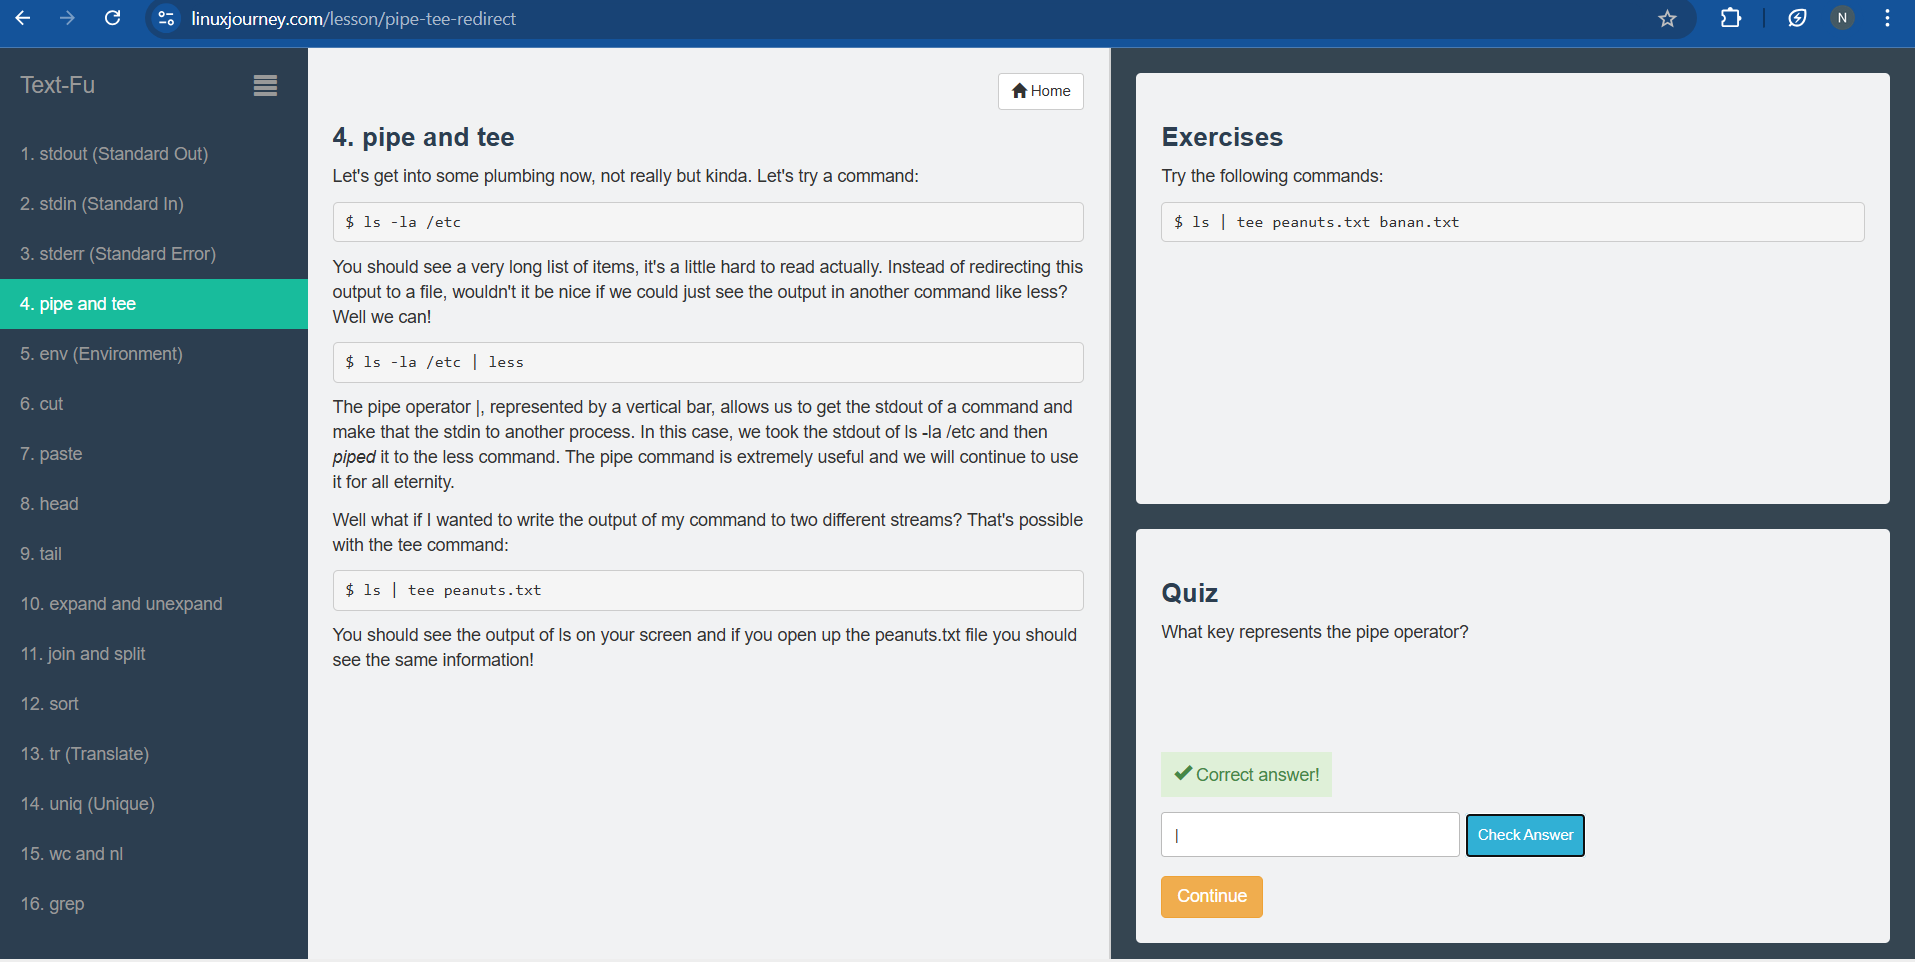 linuxjourney.com/lesson/pipe-tee-redirect
N
Text-Fu
1. stdout (Standard Out)
2. stdin (Standard In)
3. stderr (Standard Error)
4. pipe and tee
5. env (Environment)
6. cut
7. paste
8. head
9. tail
10. expand and unexpand
11. join and split
12. sort
13. tr (Translate)
14. uniq (Unique)
15. wc and nl
16. grep
Home
4. pipe and tee
Let's get into some plumbing now, not really but kinda. Let's try a command:
$ ls -la /etc
You should see a very long list of items, it's a little hard to read actually. Instead of redirecting this
output to a file, wouldn't it be nice if we could just see the output in another command like less?
Well we can!
$ ls -la /etc | less
The pipe operator |, represented by a vertical bar, allows us to get the stdout of a command and
make that the stdin to another process. In this case, we took the stdout of ls -la /etc and then
piped it to the less command. The pipe command is extremely useful and we will continue to use
it for all eternity.
Well what if I wanted to write the output of my command to two different streams? That's possible
with the tee command:
$ ls | tee peanuts.txt
You should see the output of ls on your screen and if you open up the peanuts.txt file you should
see the same information!
Exercises
Try the following commands:
$ ls | tee peanuts.txt banan.txt
Quiz
What key represents the pipe operator?
Correct answer!
|
Check Answer
Continue